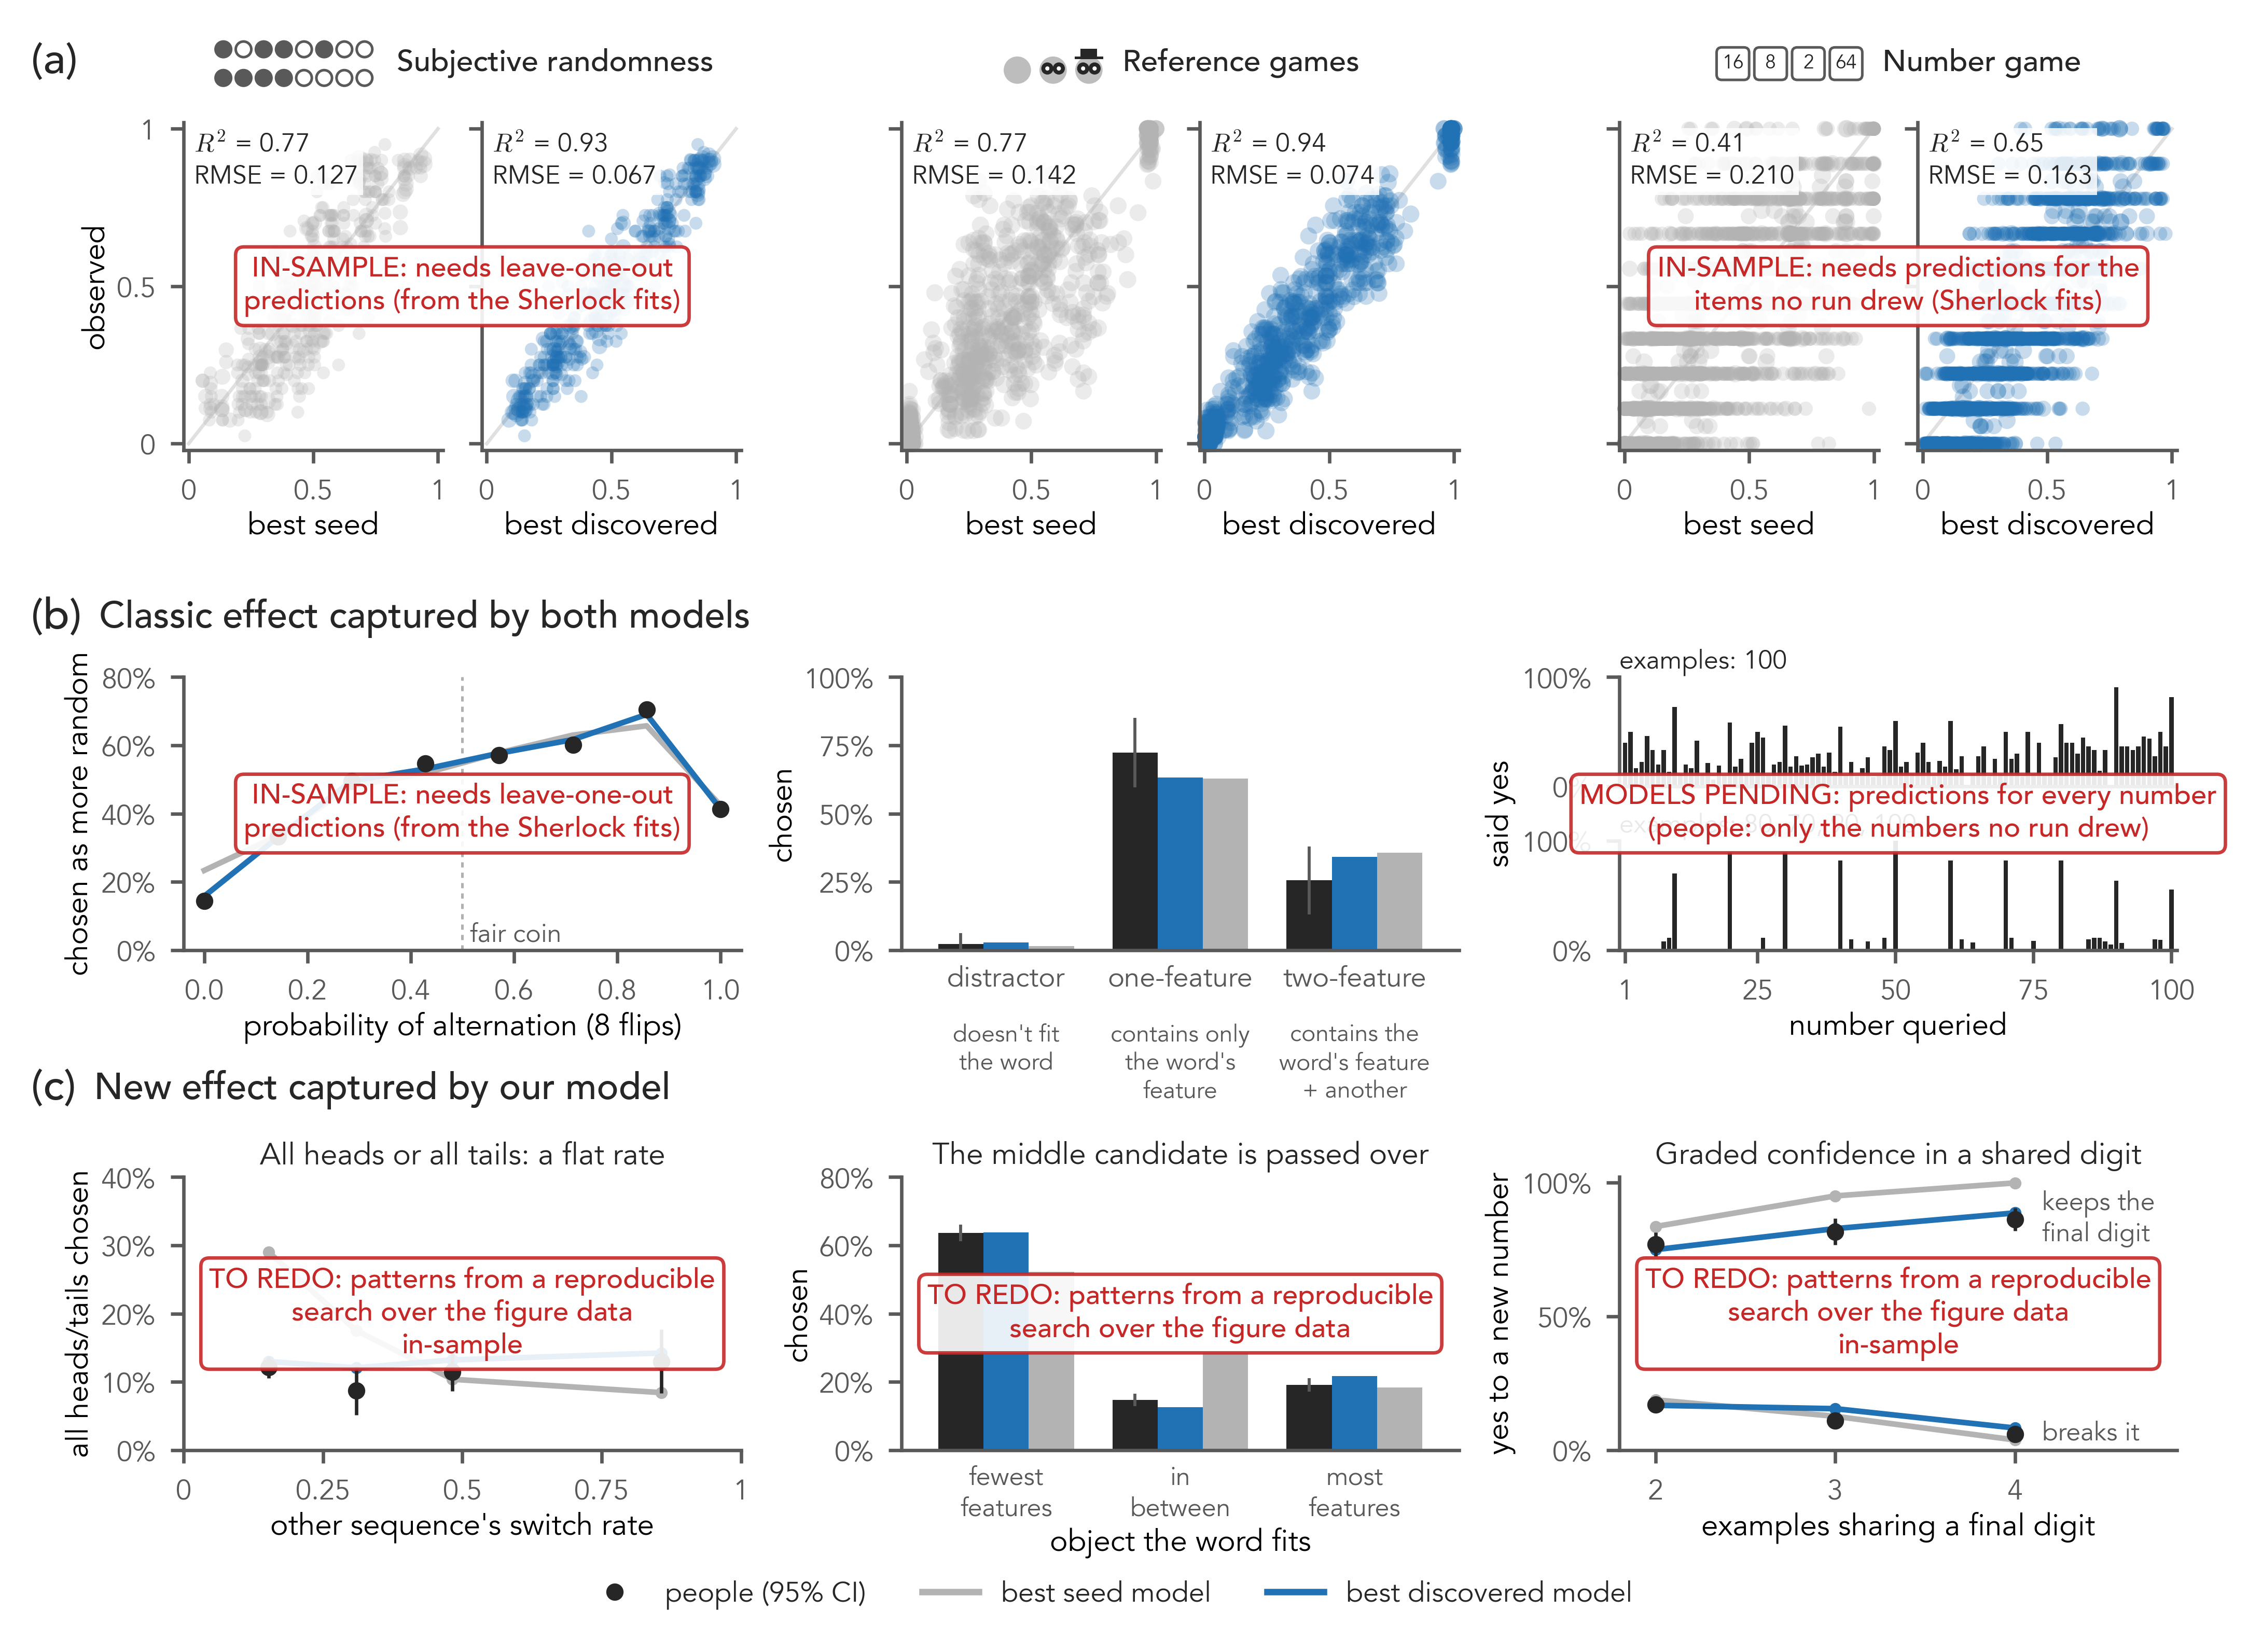 (a)
Subjective randomness
Reference games
16 8 2 64
Number game
R² = 0.77
RMSE = 0.127
R² = 0.93
RMSE = 0.067
R² = 0.77
RMSE = 0.142
R² = 0.94
RMSE = 0.074
R² = 0.41
RMSE = 0.210
R² = 0.65
RMSE = 0.163
observed
1
0.5
0
IN-SAMPLE: needs leave-one-out
predictions (from the Sherlock fits)
IN-SAMPLE: needs predictions for the
items no run drew (Sherlock fits)
0 0.5 1
0 0.5 1
0 0.5 1
0 0.5 1
0 0.5 1
0 0.5 1
best seed
best discovered
best seed
best discovered
best seed
best discovered
(b) Classic effect captured by both models
chosen as more random
80%
60%
40%
20%
0%
IN-SAMPLE: needs leave-one-out
predictions (from the Sherlock fits)
fair coin
0.0 0.2 0.4 0.6 0.8 1.0
probability of alternation (8 flips)
chosen
100%
75%
50%
25%
0%
distractor
one-feature
two-feature
doesn't fit
the word
contains only
the word's
feature
contains the
word's feature
+ another
said yes
examples: 100
100%
MODELS PENDING: predictions for every number
(people: only the numbers no run drew)
100%
0%
1 25 50 75 100
number queried
(c) New effect captured by our model
All heads or all tails: a flat rate
all heads/tails chosen
40%
30%
20%
10%
0%
TO REDO: patterns from a reproducible
search over the figure data
in-sample
0 0.25 0.5 0.75 1
other sequence's switch rate
The middle candidate is passed over
chosen
80%
60%
40%
20%
0%
TO REDO: patterns from a reproducible
search over the figure data
fewest
features
in
between
most
features
object the word fits
Graded confidence in a shared digit
yes to a new number
100%
50%
0%
keeps the
final digit
TO REDO: patterns from a reproducible
search over the figure data
in-sample
breaks it
2 3 4
examples sharing a final digit
people (95% CI)
best seed model
best discovered model